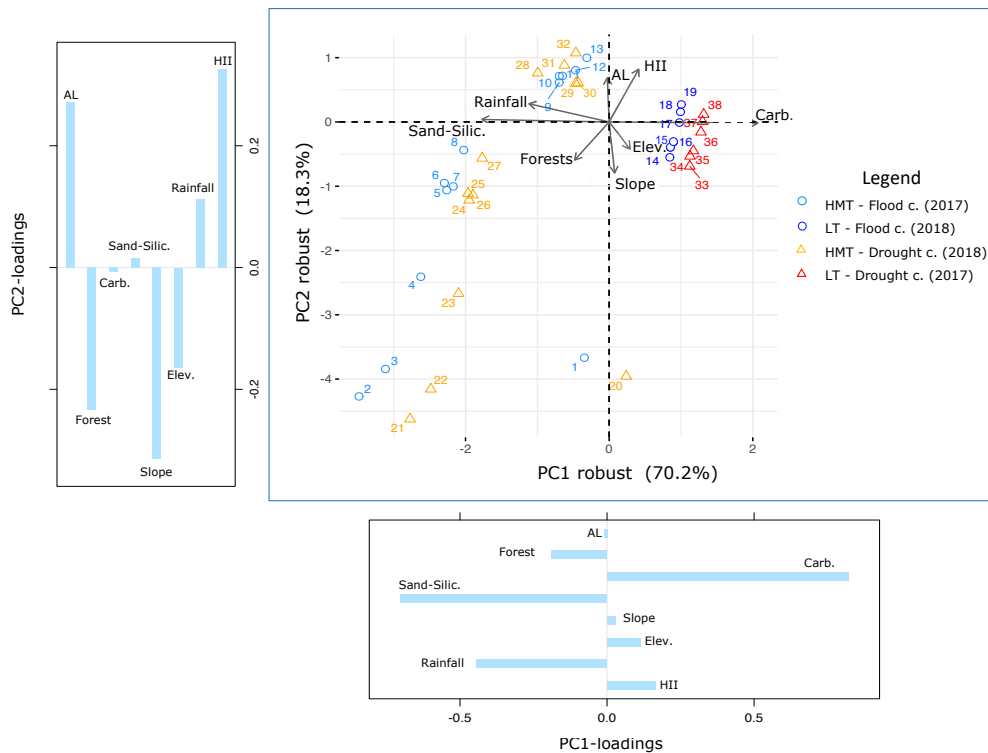 PC2-loadings
AL
HII
Rainfall
Sand-Silic.
Carb.
Elev.
Forest
Slope
0.2
0.0
-0.2
PC2 robust (18.3%)
1
0
-1
-2
-3
-4
-2
0
2
PC1 robust (70.2%)
32
13
28
31
12
11
10
29
30
9
HII
AL
Rainfall
Sand-Silic.
Carb.
Forests
Elev.
Slope
19
18
38
17
37
15
16
36
14
34
35
33
8
27
6
7
5
25
24
26
4
23
3
2
22
21
1
20
Legend
HMT - Flood c. (2017)
LT - Flood c. (2018)
HMT - Drought c. (2018)
LT - Drought c. (2017)
AL
Forest
Carb.
Sand-Silic.
Slope
Elev.
Rainfall
HII
-0.5
0.0
0.5
PC1-loadings